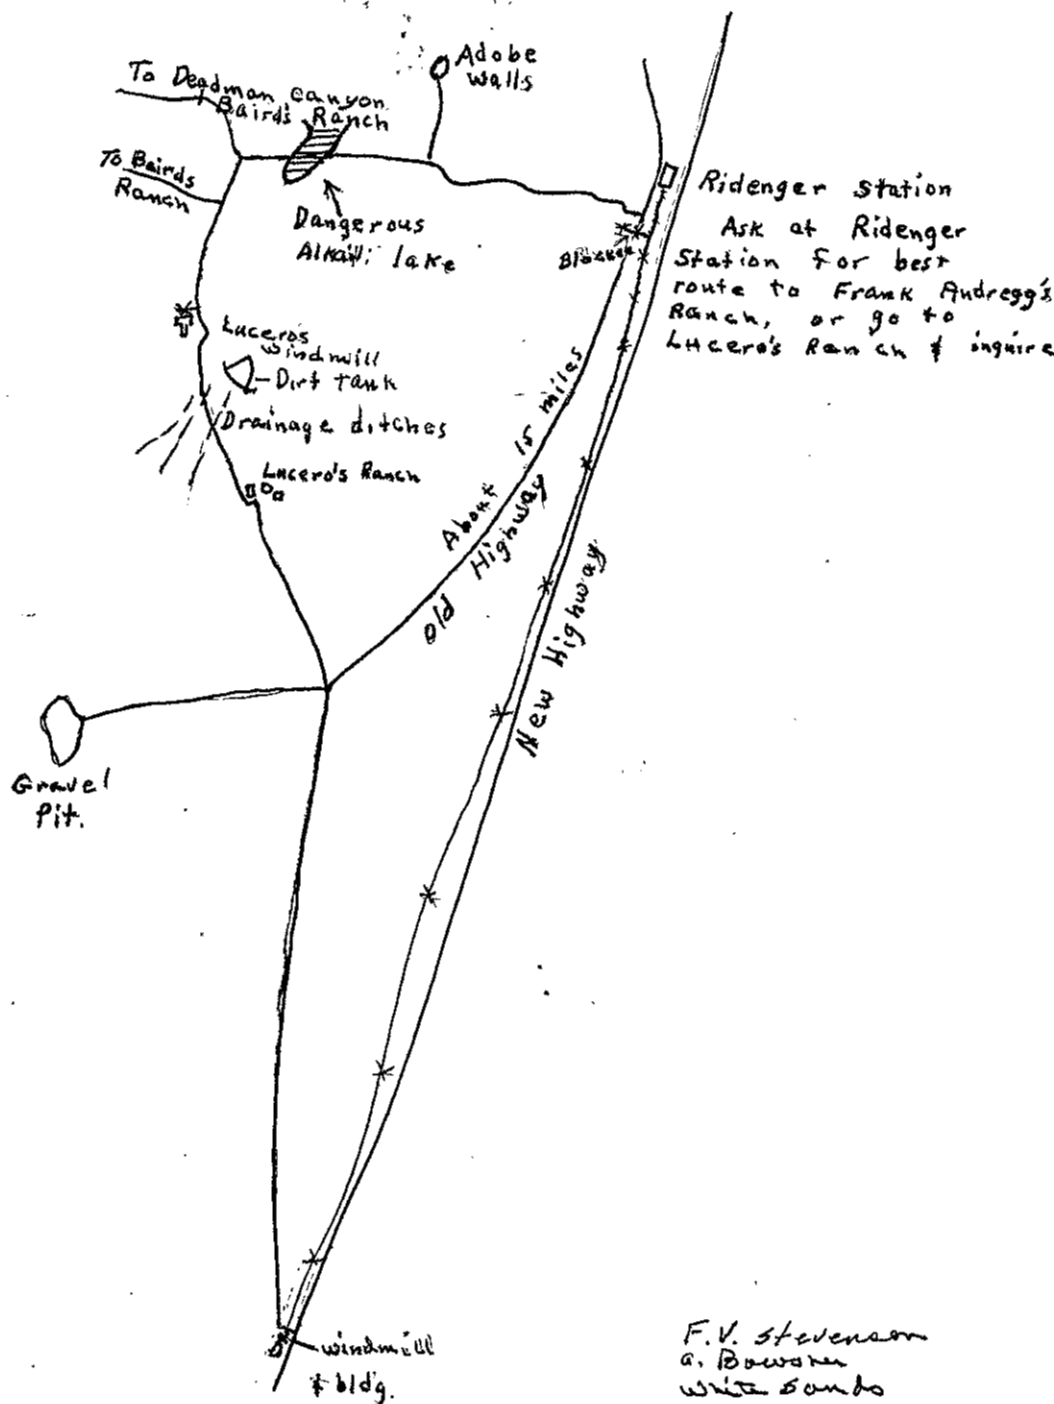 To Deadman Canyon
Baird's Ranch
Adobe
walls
To Bairds
Ranch
Dangerous
Alkali lake
Ridenger Station
Ask at Ridenger
Station for best
route to Frank Andregg's
Ranch, or go to
Lucero's Ranch & inquire
Lucero's
windmill
Dirt Tank
Drainage ditches
Lucero's Ranch
About 15 miles
Old Highway
New Highway
Gravel
Pit.
windmill
& bldg.
F.V. Stevenson
a.
White Sands